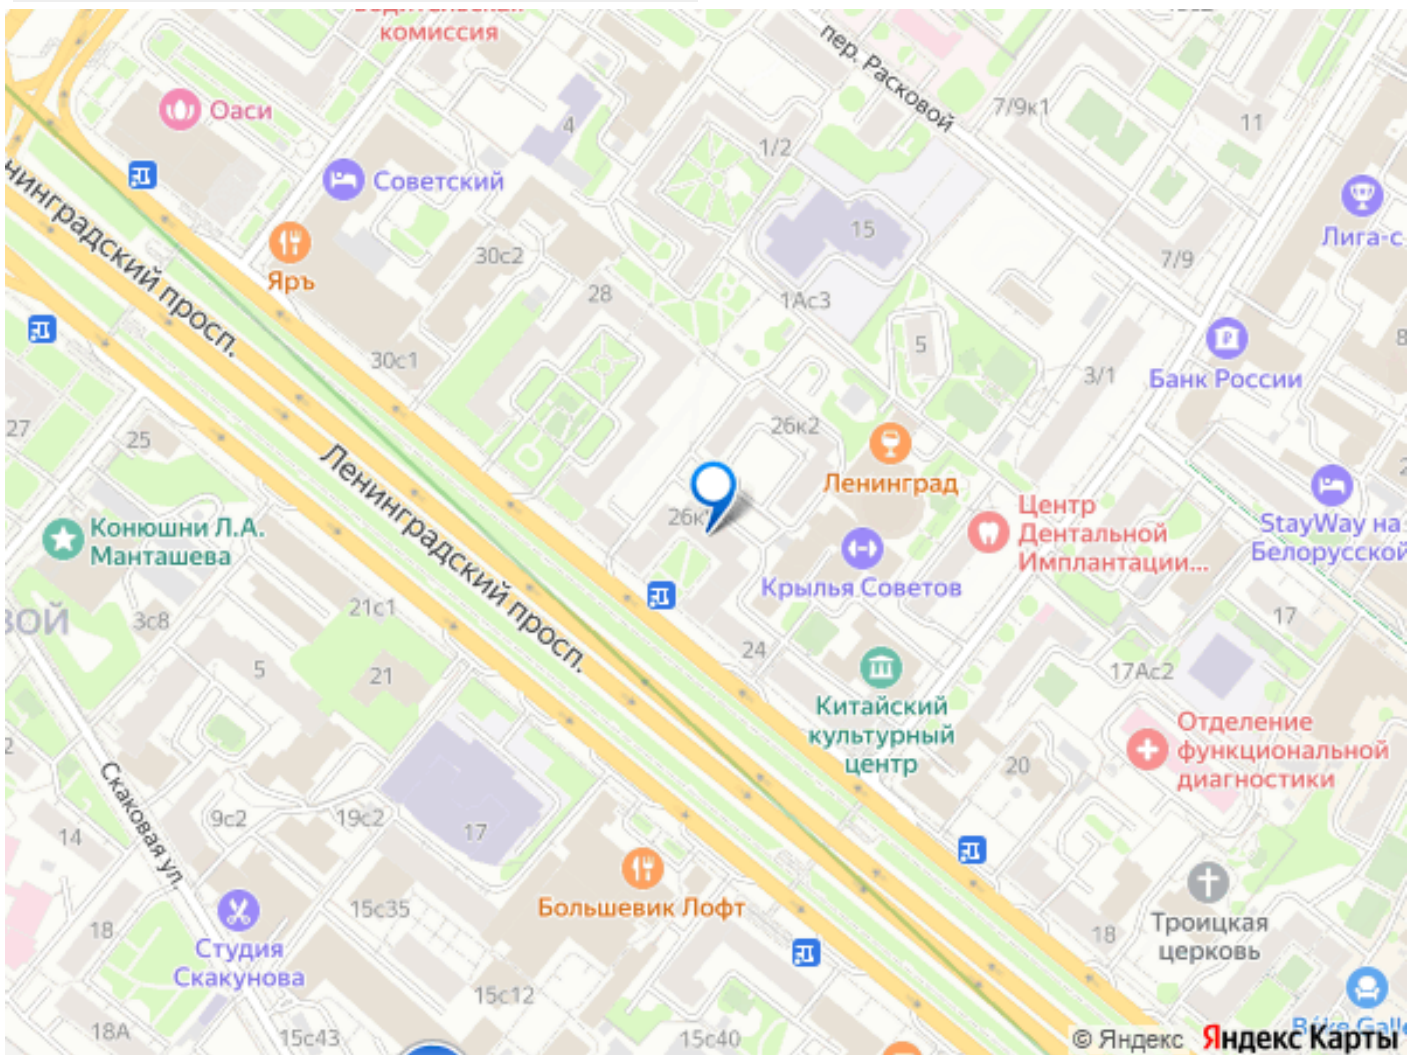 комиссия
пер. Расковой
7/9к1
11
Оаси
4
1/2
Советский
Лига-с
15
7/9
30с2
Яръ
28
1Ас3
Ленинградский просп.
5
30с1
3/1
Банк России
27
25
26к2
Ленинград
Ленинградский просп.
Центр
Дентальной
Имплантации...
StayWay на
Белорусской
Конюшни Л.А.
Манташева
Крылья Советов
3с8
21с1
17
24
5
21
17Ас2
Китайский
культурный
центр
Отделение
функциональной
диагностики
20
Скаковая ул.
9с2
19с2
17
14
Большевик Лофт
15с35
18
Студия
Скакунова
Троицкая
церковь
18
15с12
18А
15с43
15с40
© Яндекс
Яндекс Карты